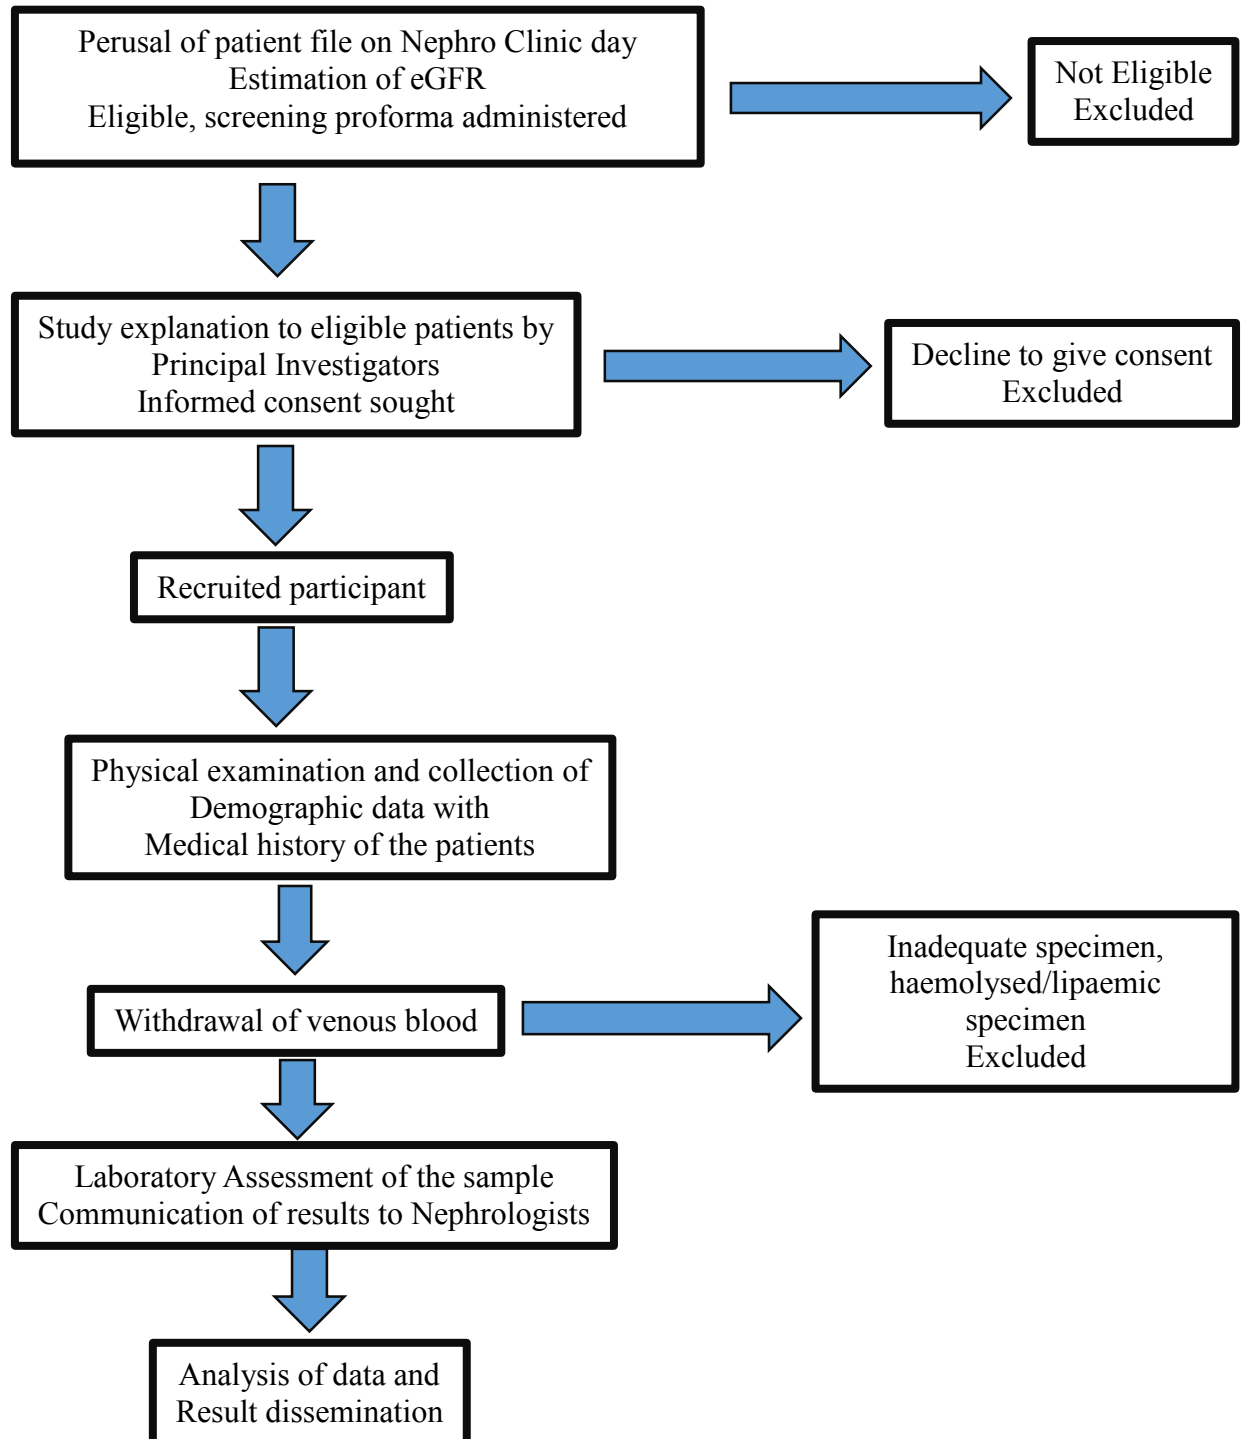 Perusal of patient file on Nephro Clinic day
Estimation of eGFR
Eligible, screening proforma administered
Not Eligible
Excluded
Study explanation to eligible patients by
Principal Investigators
Informed consent sought
Decline to give consent
Excluded
Recruited participant
Physical examination and collection of
Demographic data with
Medical history of the patients
Withdrawal of venous blood
Inadequate specimen,
haemolysed/lipaemic
specimen
Excluded
Laboratory Assessment of the sample
Communication of results to Nephrologists
Analysis of data and
Result dissemination